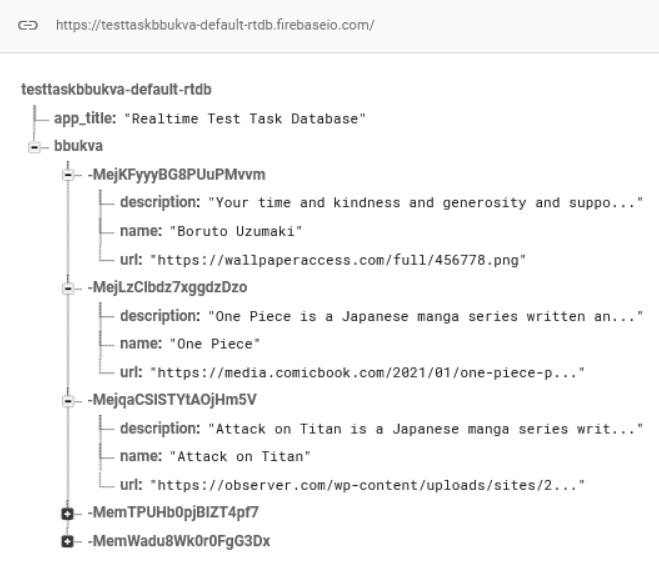 https://testtaskbbukva-default-rtdb.firebaseio.com/
testtaskbbukva-default-rtdb
app_title: "Realtime Test Task Database"
bbukva
-MejKFyyyBG8PUuPMvvm
description: "Your time and kindness and generosity and suppo..."
name: "Boruto Uzumaki"
url: "https://wallpaperaccess.com/full/456778.png"
-MejLzClbdz7xggdzDzo
description: "One Piece is a Japanese manga series written an..."
name: "One Piece"
url: "https://media.comicbook.com/2021/01/one-piece-p..."
-MejqaCSISTYtAOjHm5V
description: "Attack on Titan is a Japanese manga series writ..."
name: "Attack on Titan"
url: "https://observer.com/wp-content/uploads/sites/2..."
-MemTPUHb0pjBIZT4pf7
-MemWadu8Wk0r0FgG3Dx